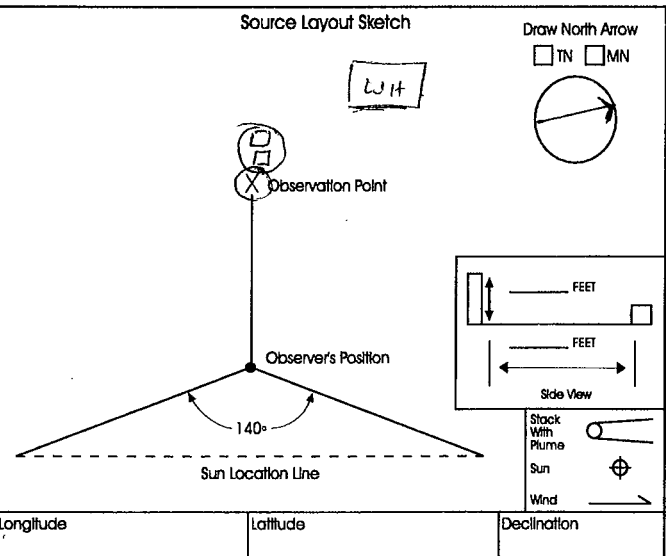 Source Layout Sketch
Draw North Arrow
TN MN
WH
X Observation Point
FEET
FEET
Side View
Observer's Position
140°
Sun Location Line
Stack
With
Plume
Sun
Wind
Longitude
Latitude
Declination